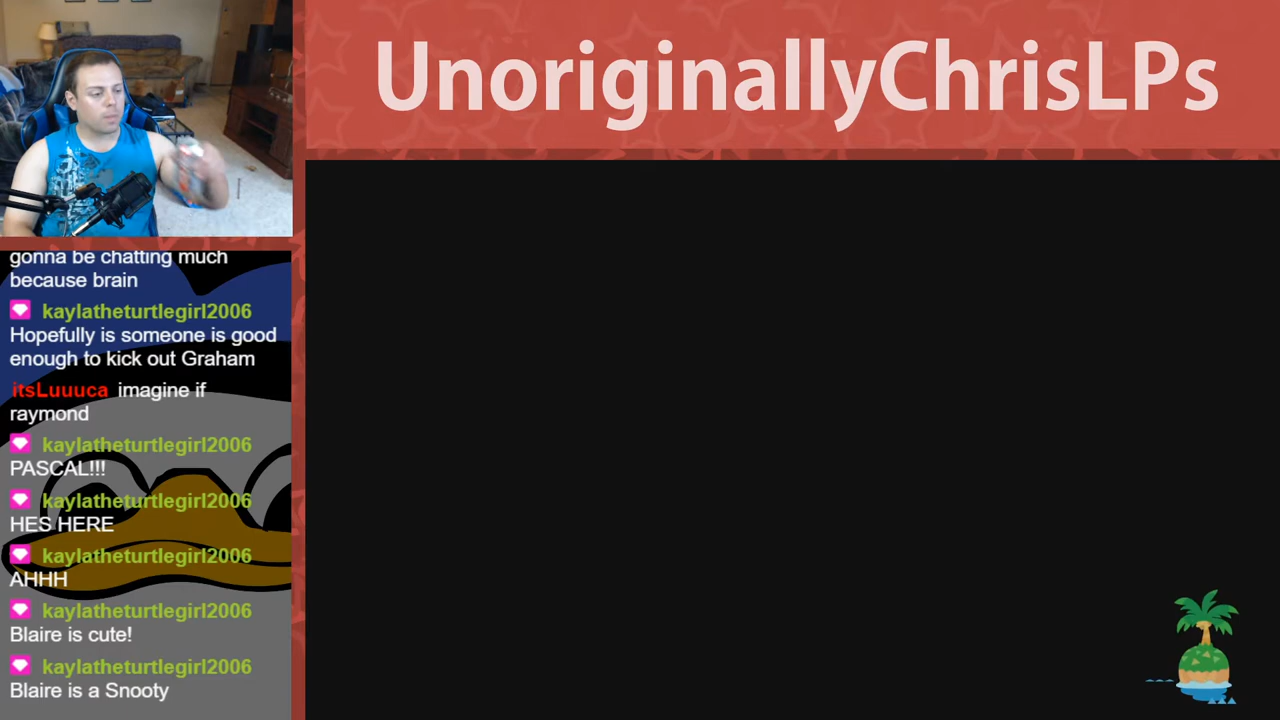 UnoriginallyChrisLPs
gonna be chatting much
because brain
kaylatheturtlegirl2006
Hopefully is someone is good
enough to kick out Graham
itsLuuuca imagine if
raymond
kaylatheturtlegirl2006
PASCAL!!!
kaylatheturtlegirl2006
HES HERE
kaylatheturtlegirl2006
AHHH
kaylatheturtlegirl2006
Blaire is cute!
kaylatheturtlegirl2006
Blaire is a Snooty